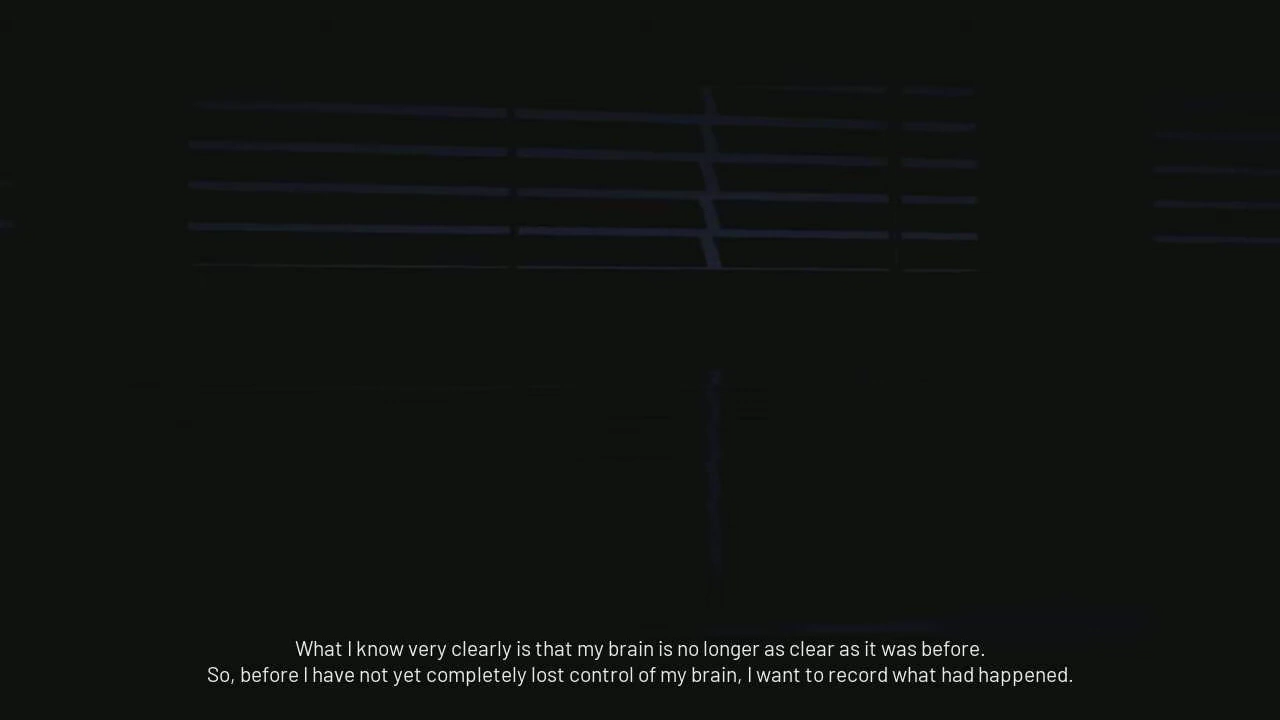 What I know very clearly is that my brain is no longer as clear as it was before.
So, before I have not yet completely lost control of my brain, I want to record what had happened.